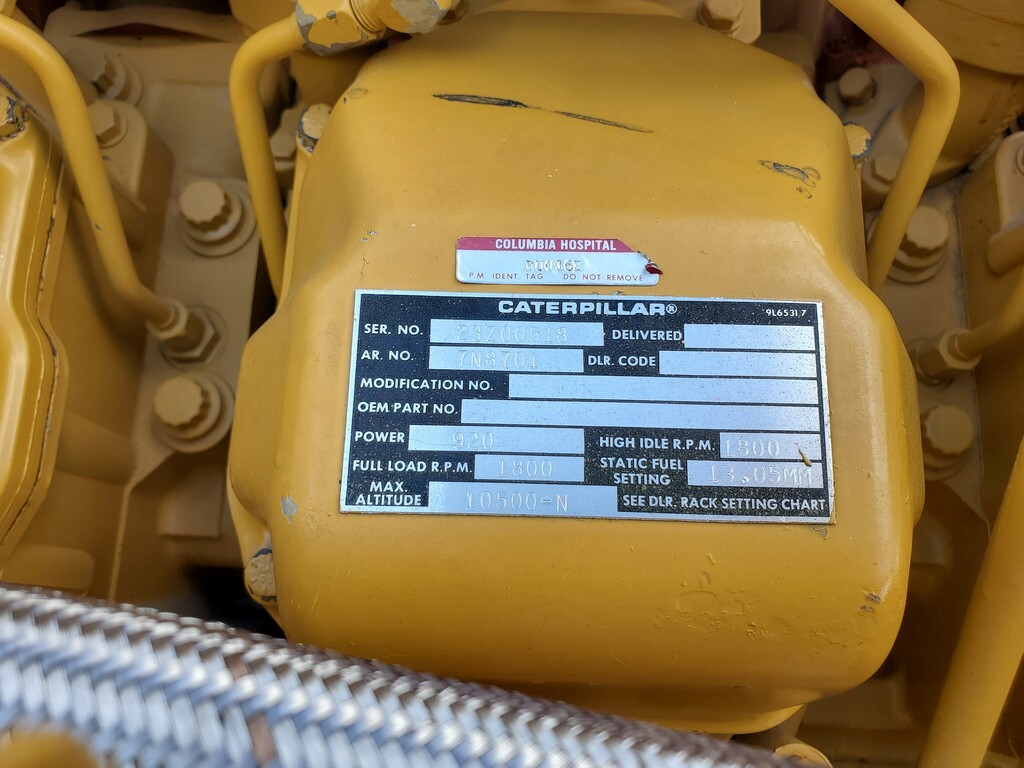 COLUMBIA HOSPITAL
P.M. IDENT. TAG DO NOT REMOVE
CATERPILLAR® 9L6531 7
SER. NO. 23Z00518 DELIVERED
AR. NO. 7N8701 DLR. CODE
MODIFICATION NO.
OEM PART NO.
POWER 920 HIGH IDLE R.P.M. 1800
FULL LOAD R.P.M. 1800 STATIC FUEL SETTING 13.05MM
MAX. ALTITUDE 10500-N SEE DLR. RACK SETTING CHART